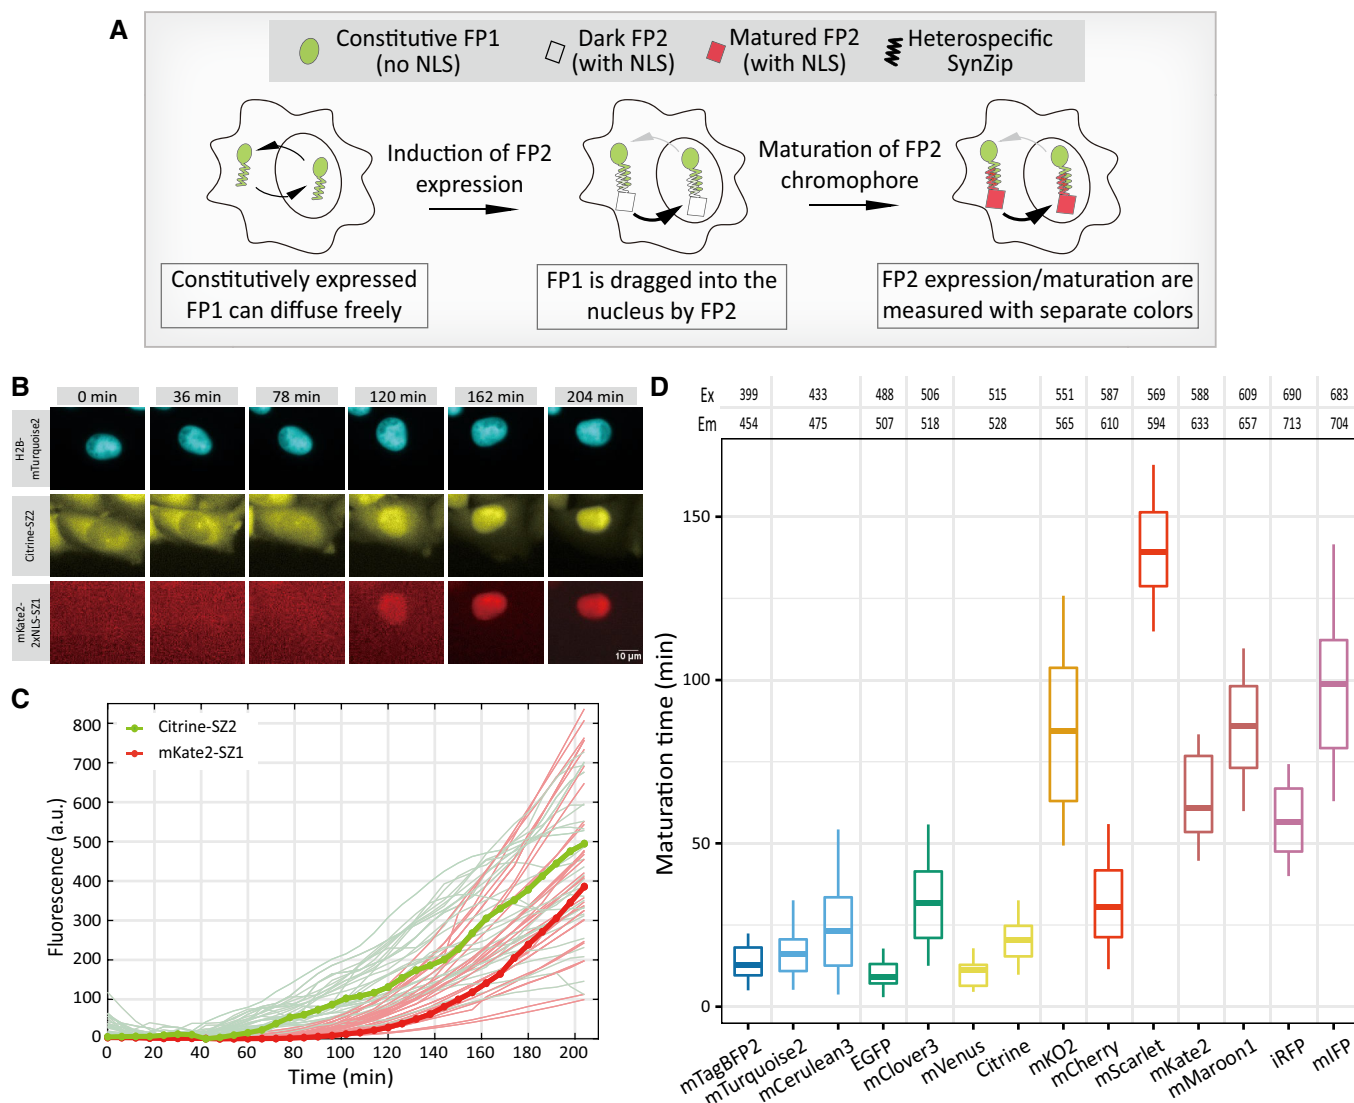 A
Constitutive FP1
(no NLS)
Dark FP2
(with NLS)
Matured FP2
(with NLS)
Heterospecific
SynZip
Induction of FP2
expression
Maturation of FP2
chromophore
Constitutively expressed
FP1 can diffuse freely
FP1 is dragged into the
nucleus by FP2
FP2 expression/maturation are
measured with separate colors
B
0 min 36 min 78 min 120 min 162 min 204 min
H2B-
mTurquoise2
Citrine-SZ2
mKate2-
2xNLS-SZ1
10 µm
C
Citrine-SZ2
mKate2-SZ1
Fluorescence (a.u.)
800
700
600
500
400
300
200
100
0
0 20 40 60 80 100 120 140 160 180 200
Time (min)
D
Ex 399 433 488 506 515 551 587 569 588 609 690 683
Em 454 475 507 518 528 565 610 594 633 657 713 704
Maturation time (min)
150
100
50
0
mTagBFP2 mTurquoise2 mCerulean3 EGFP mClover3 mVenus Citrine mKO2 mCherry mScarlet mKate2 mMaroon1 iRFP mIFP